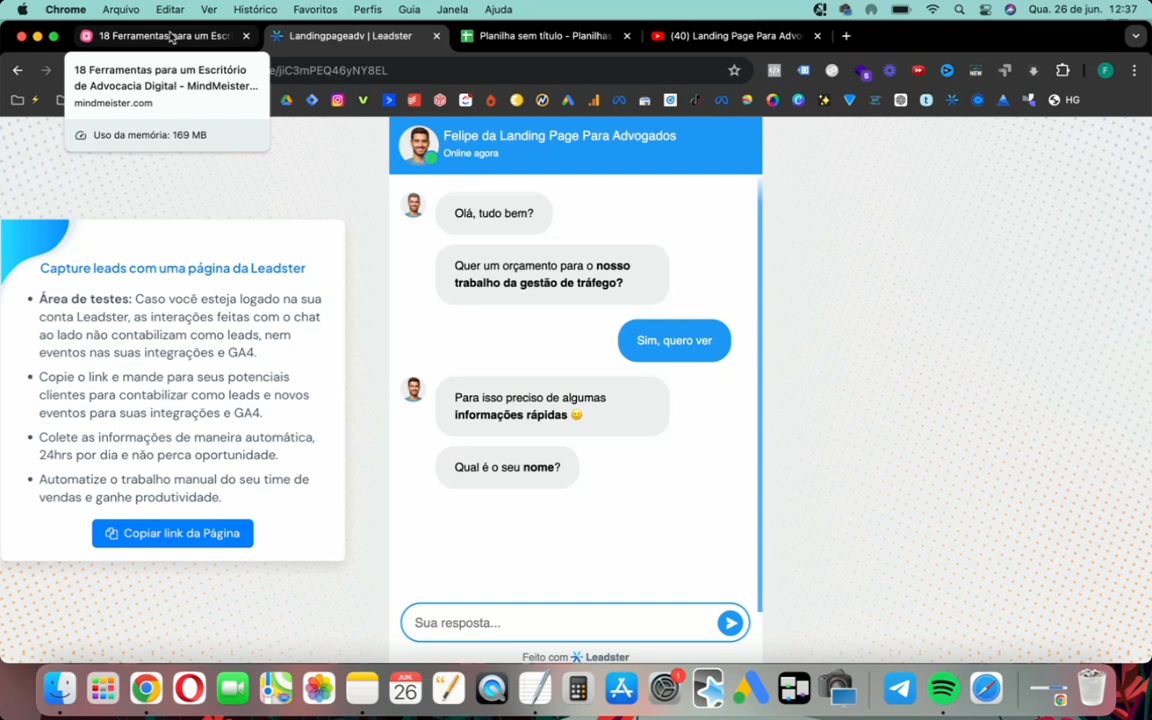 Chrome Arquivo Editar Ver Histórico Favoritos Perfis Guia Janela Ajuda
Qua. 26 de jun. 12:37
18 Ferramentas para um Escri
Landingpageadv | Leadster
Planilha sem título - Planilhas
(40) Landing Page Para Advo
18 Ferramentas para um Escritório
de Advocacia Digital - MindMeister...
mindmeister.com
Uso da memória: 169 MB
e/jiC3mPEQ46yNY8EL
HG
Felipe da Landing Page Para Advogados
Online agora
Olá, tudo bem?
Quer um orçamento para o nosso
trabalho da gestão de tráfego?
Sim, quero ver
Para isso preciso de algumas
informações rápidas 🙂
Qual é o seu nome?
Sua resposta...
Feito com Leadster
Capture leads com uma página da Leadster
• Área de testes: Caso você esteja logado na sua
conta Leadster, as interações feitas com o chat
ao lado não contabilizam como leads, nem
eventos nas suas integrações e GA4.
• Copie o link e mande para seus potenciais
clientes para contabilizar como leads e novos
eventos para suas integrações e GA4.
• Colete as informações de maneira automática,
24hrs por dia e não perca oportunidade.
• Automatize o trabalho manual do seu time de
vendas e ganhe produtividade.
Copiar link da Página
JUN.
26
1